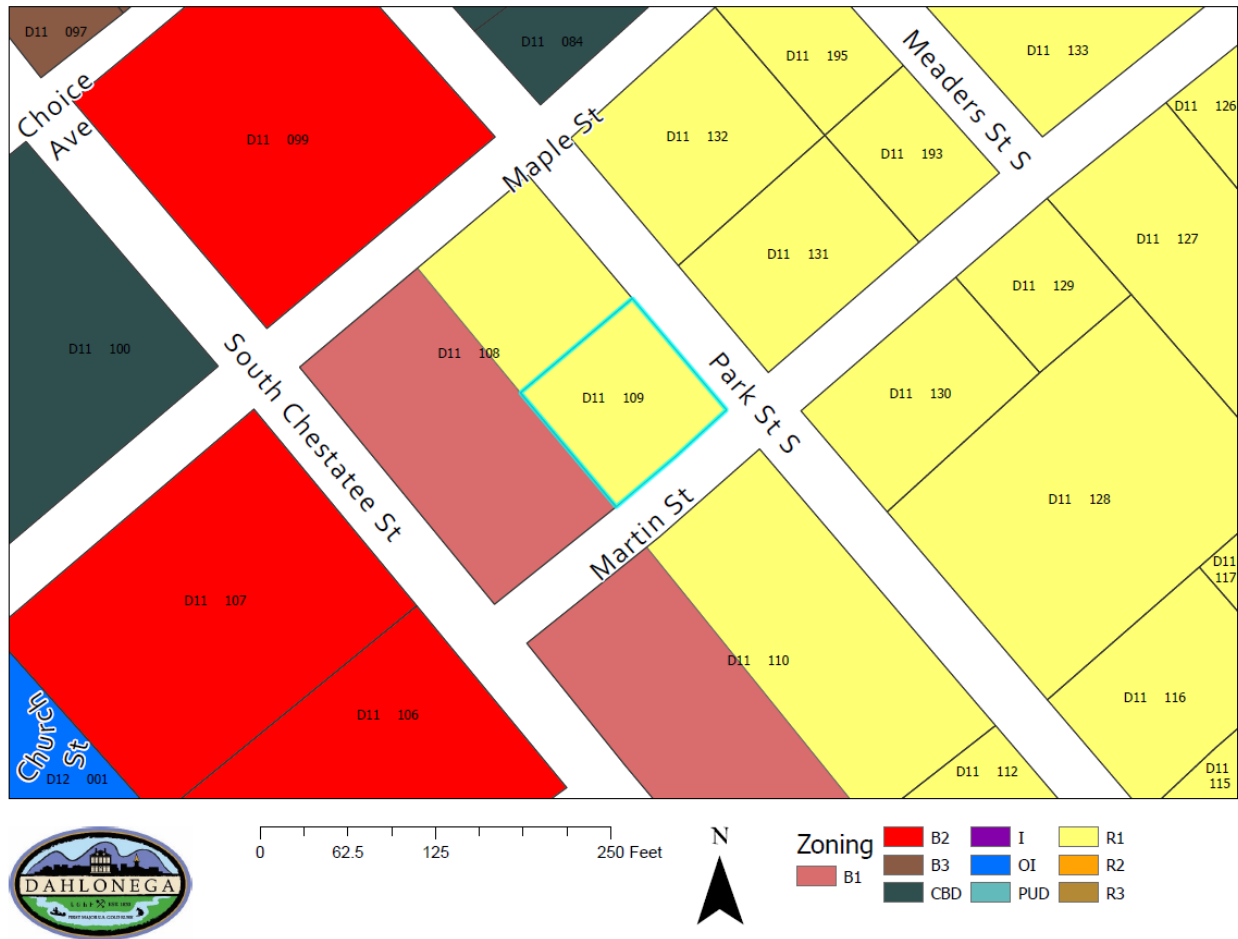 D11 097
D11 084
D11 195
Meaders St S
D11 133
Choice
Ave
D11 099
Maple St
D11 132
D11 193
D11 126
D11 131
D11 127
D11 129
D11 100
South Chestatee St
D11 108
D11 109
Park St S
D11 130
D11 128
Martin St
D11
117
D11 107
D11 110
D11 106
D11 116
Church
St
D12 001
D11 112
D11
115
DAHLONEGA
0 62.5 125 250 Feet
N
Zoning
B1
B2
B3
CBD
I
OI
PUD
R1
R2
R3